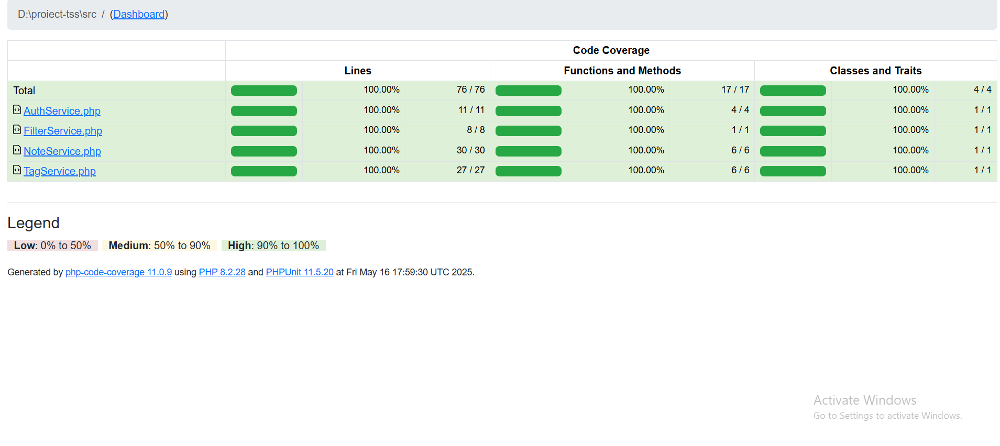 D:\proiect-tss\src / (Dashboard)
Code Coverage
Lines Functions and Methods Classes and Traits
Total 100.00% 76 / 76 100.00% 17 / 17 100.00% 4 / 4
AuthService.php 100.00% 11 / 11 100.00% 4 / 4 100.00% 1 / 1
FilterService.php 100.00% 8 / 8 100.00% 1 / 1 100.00% 1 / 1
NoteService.php 100.00% 30 / 30 100.00% 6 / 6 100.00% 1 / 1
TagService.php 100.00% 27 / 27 100.00% 6 / 6 100.00% 1 / 1
Legend
Low: 0% to 50% Medium: 50% to 90% High: 90% to 100%
Generated by php-code-coverage 11.0.9 using PHP 8.2.28 and PHPUnit 11.5.20 at Fri May 16 17:59:30 UTC 2025.
Activate Windows
Go to Settings to activate Windows.